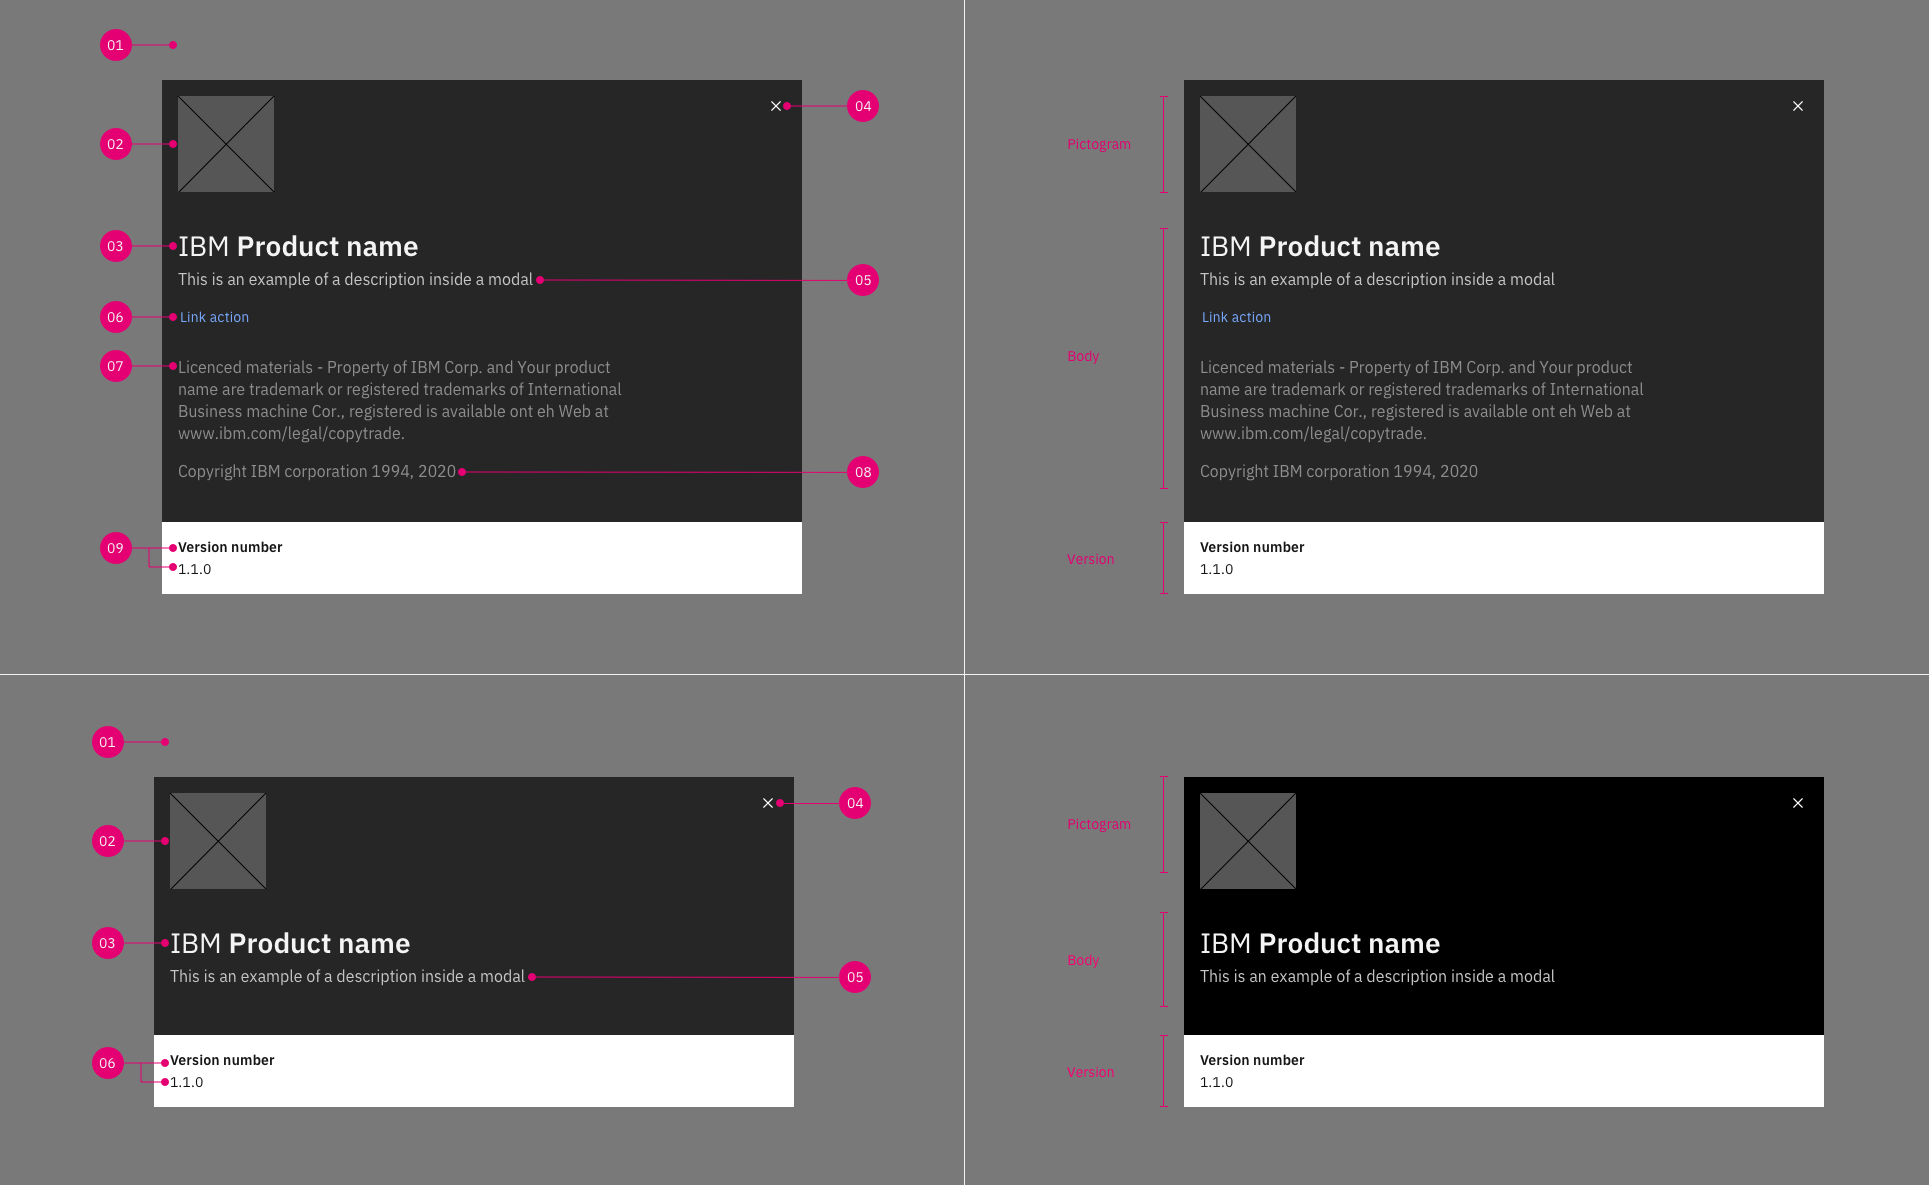 01
04
02
03
IBM Product name
This is an example of a description inside a modal
05
06
Link action
07
Licenced materials - Property of IBM Corp. and Your product
name are trademark or registered trademarks of International
Business machine Cor., registered is available ont eh Web at
www.ibm.com/legal/copytrade.
Copyright IBM corporation 1994, 2020
08
09
Version number
1.1.0
Pictogram
IBM Product name
This is an example of a description inside a modal
Link action
Body
Licenced materials - Property of IBM Corp. and Your product
name are trademark or registered trademarks of International
Business machine Cor., registered is available ont eh Web at
www.ibm.com/legal/copytrade.
Copyright IBM corporation 1994, 2020
Version
Version number
1.1.0
01
04
02
03
IBM Product name
This is an example of a description inside a modal
05
06
Version number
1.1.0
Pictogram
IBM Product name
Body
This is an example of a description inside a modal
Version
Version number
1.1.0